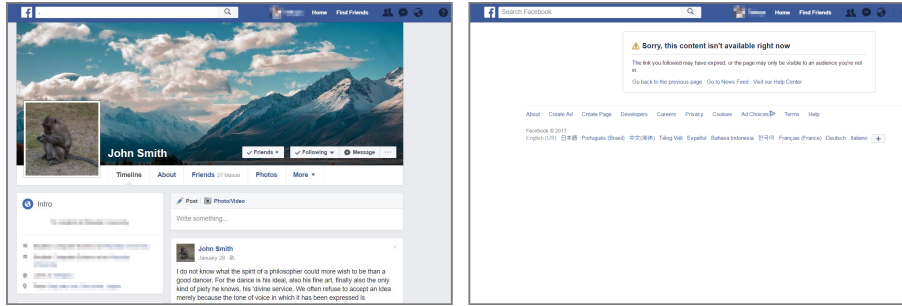 f
Home Find Friends
John Smith
Friends
Following
Message
...
Timeline About Friends 37 Mutual Photos More
Intro
Post Photo/Video
Write something...
John Smith
January 28
I do not know what the spirit of a philosopher could more wish to be than a
good dancer. For the dance is his ideal, also his fine art, finally also the only
kind of piety he knows, his 'divine service. We often refuse to accept an idea
merely because the tone of voice in which it has been expressed is
f Search Facebook
Home Find Friends
Sorry, this content isn't available right now
The link you followed may have expired, or the page may only be visible to an audience you're not
in.
Go back to the previous page · Go to News Feed · Visit our Help Center
About Create Ad Create Page Developers Careers Privacy Cookies Ad Choices Terms Help
Facebook © 2017
English (US) 日本語 Português (Brasil) 中文(简体) Tiếng Việt Español Bahasa Indonesia 한국어 Français (France) Deutsch Italiano +